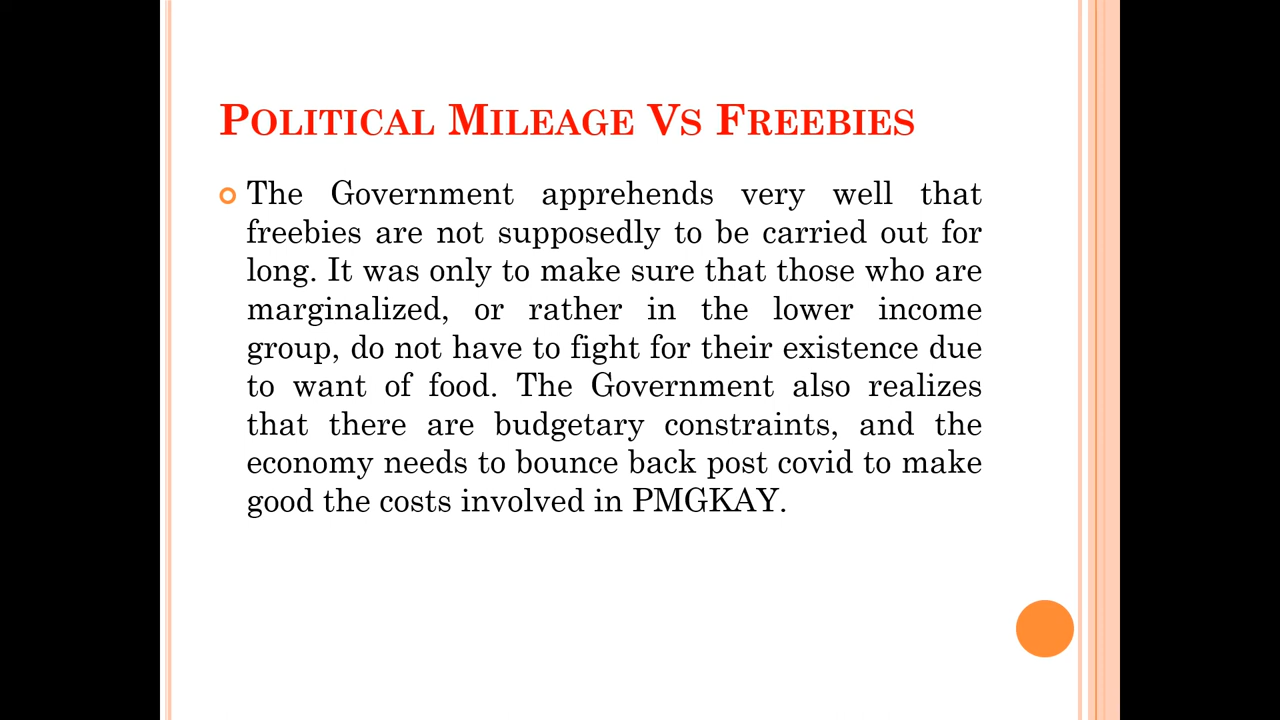 Political Mileage Vs Freebies
The Government apprehends very well that
freebies are not supposedly to be carried out for
long. It was only to make sure that those who are
marginalized, or rather in the lower income
group, do not have to fight for their existence due
to want of food. The Government also realizes
that there are budgetary constraints, and the
economy needs to bounce back post covid to make
good the costs involved in PMGKAY.